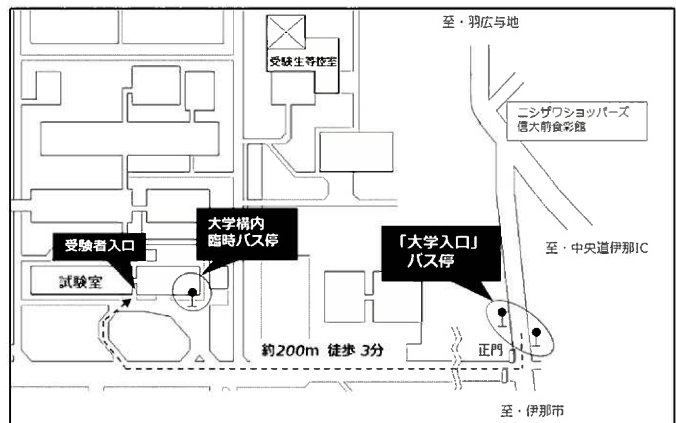 至・羽広与地
受験生等控室
ニシザワショッパーズ
信大前食彩館
大学構内
臨時バス停
受験者入口
「大学入口」
バス停
至・中央道伊那IC
試験室
約200m 徒歩 3分
正門
至・伊那市